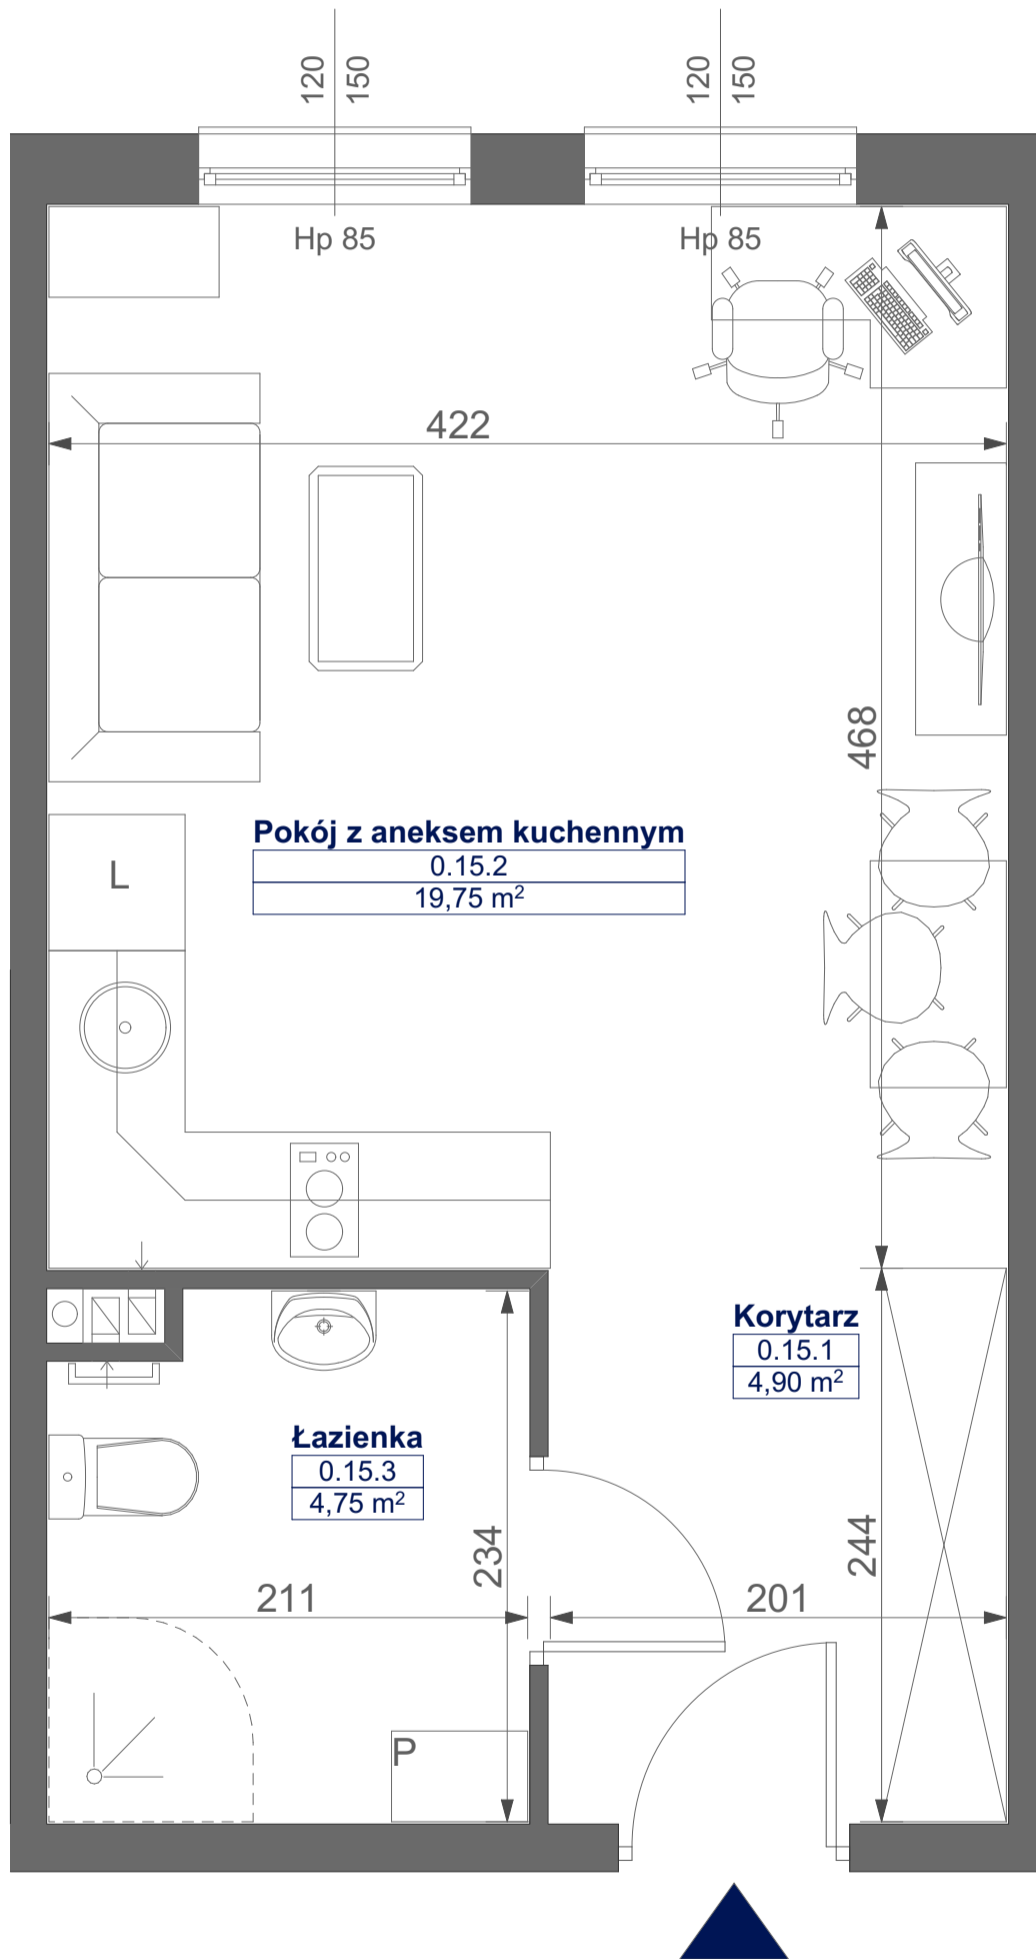 120
150
120
150
Hp 85
Hp 85
422
468
Pokój z aneksem kuchennym
0.15.2
19,75 m²
L
Korytarz
0.15.1
4,90 m²
Łazienka
0.15.3
4,75 m²
234
244
211
201
P